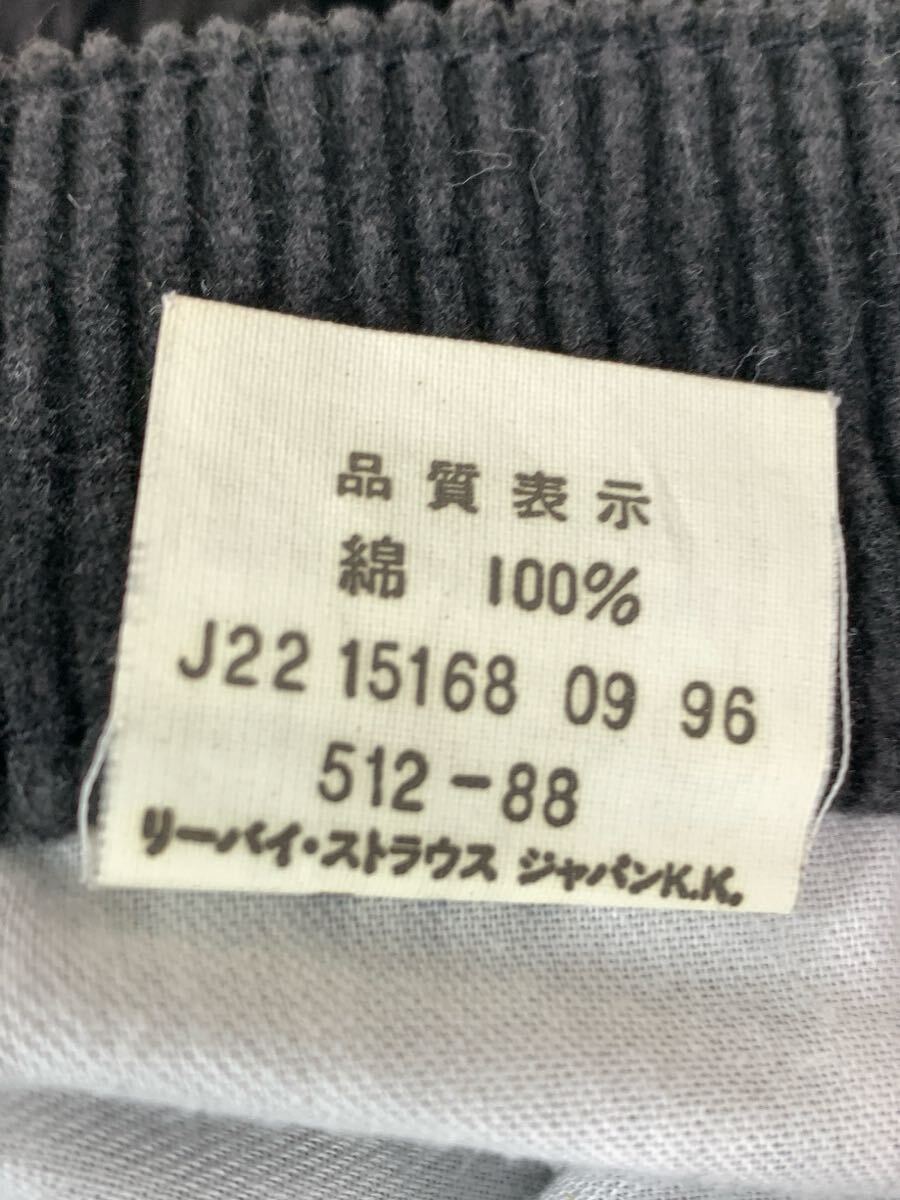 品質表示
綿 100%
J22 15168 09 96
512-88
リーバイ・ストラウス ジャパンK.K.